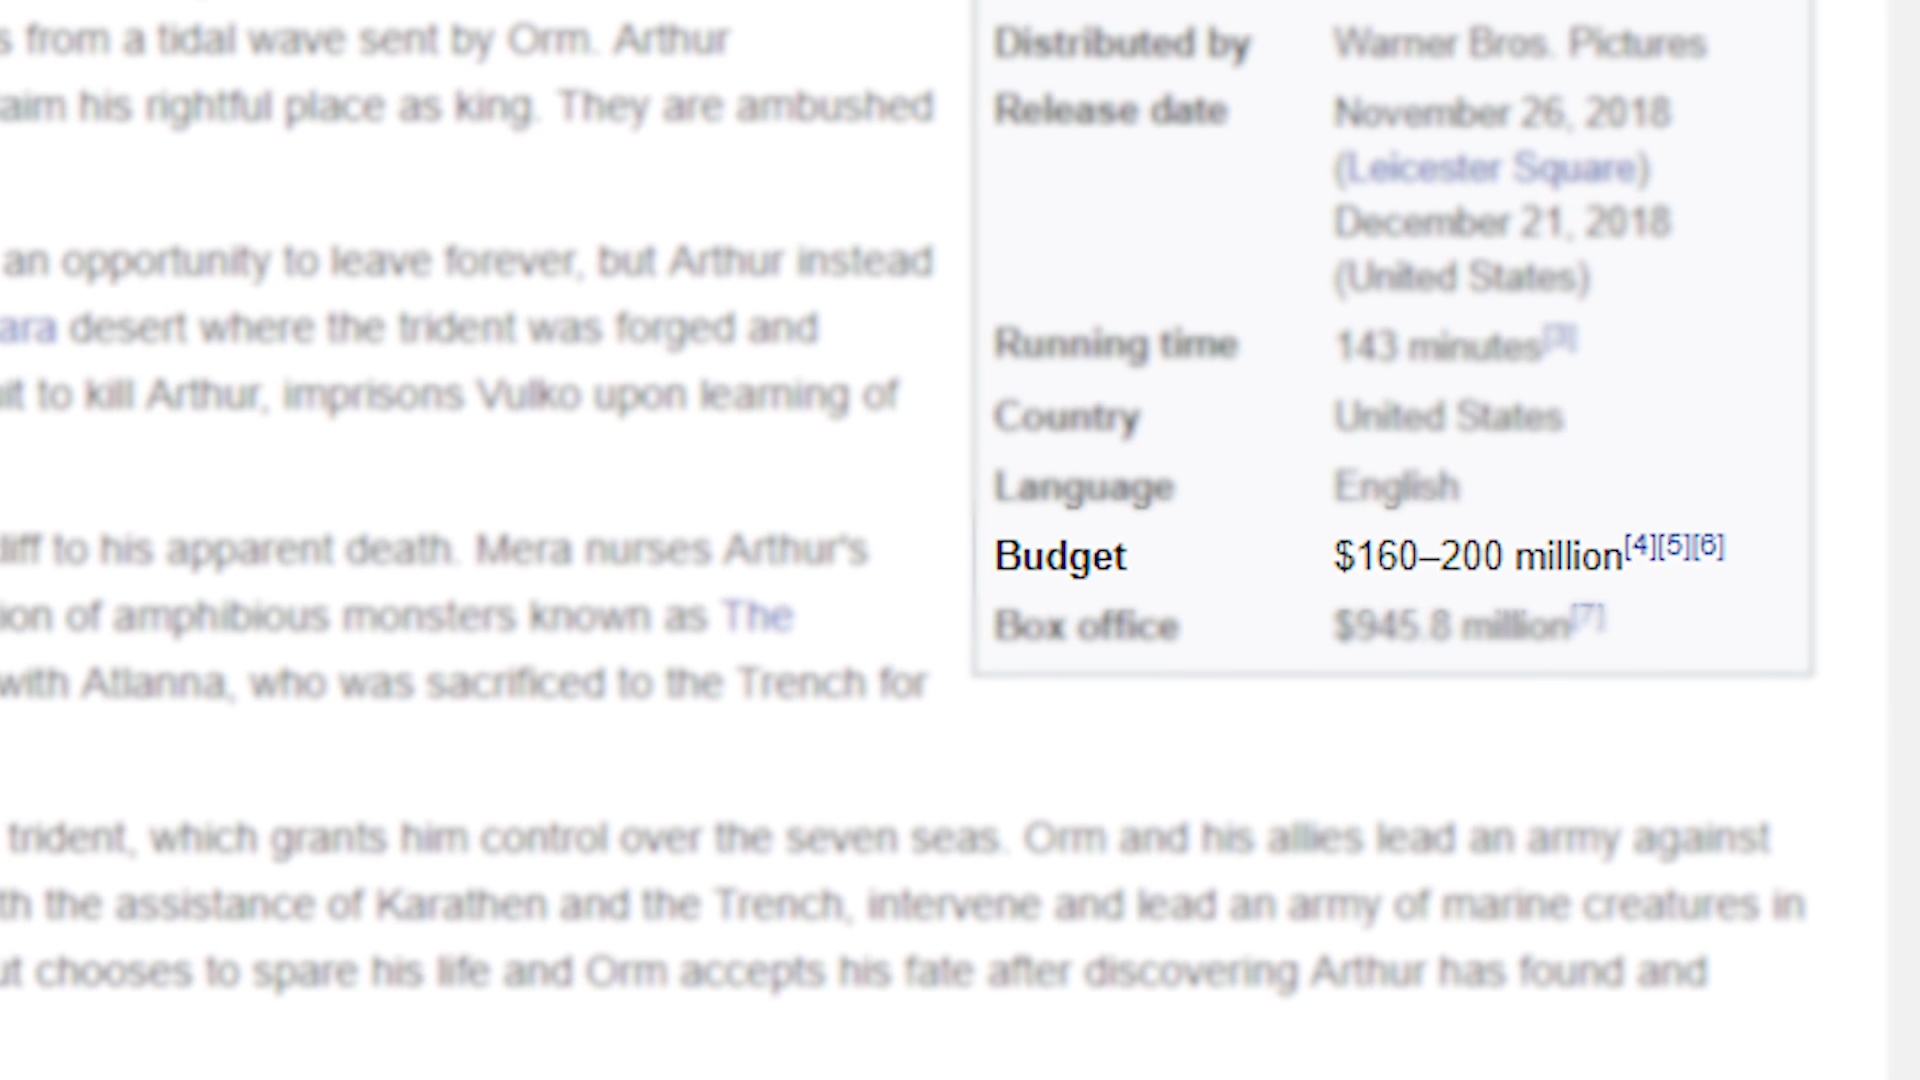 s from a tidal wave sent by Orm. Arthur
aim his rightful place as king. They are ambushed
an opportunity to leave forever, but Arthur instead
ara desert where the trident was forged and
it to kill Arthur, imprisons Vulko upon learning of
liff to his apparent death. Mera nurses Arthur's
ion of amphibious monsters known as The
with Atlanna, who was sacrificed to the Trench for
Distributed by Warner Bros. Pictures
Release date November 26, 2018
(Leicester Square)
December 21, 2018
(United States)
Running time 143 minutes[3]
Country United States
Language English
Budget $160–200 million[4][5][6]
Box office $945.8 million[7]
trident, which grants him control over the seven seas. Orm and his allies lead an army against
th the assistance of Karathen and the Trench, intervene and lead an army of marine creatures in
ut chooses to spare his life and Orm accepts his fate after discovering Arthur has found and